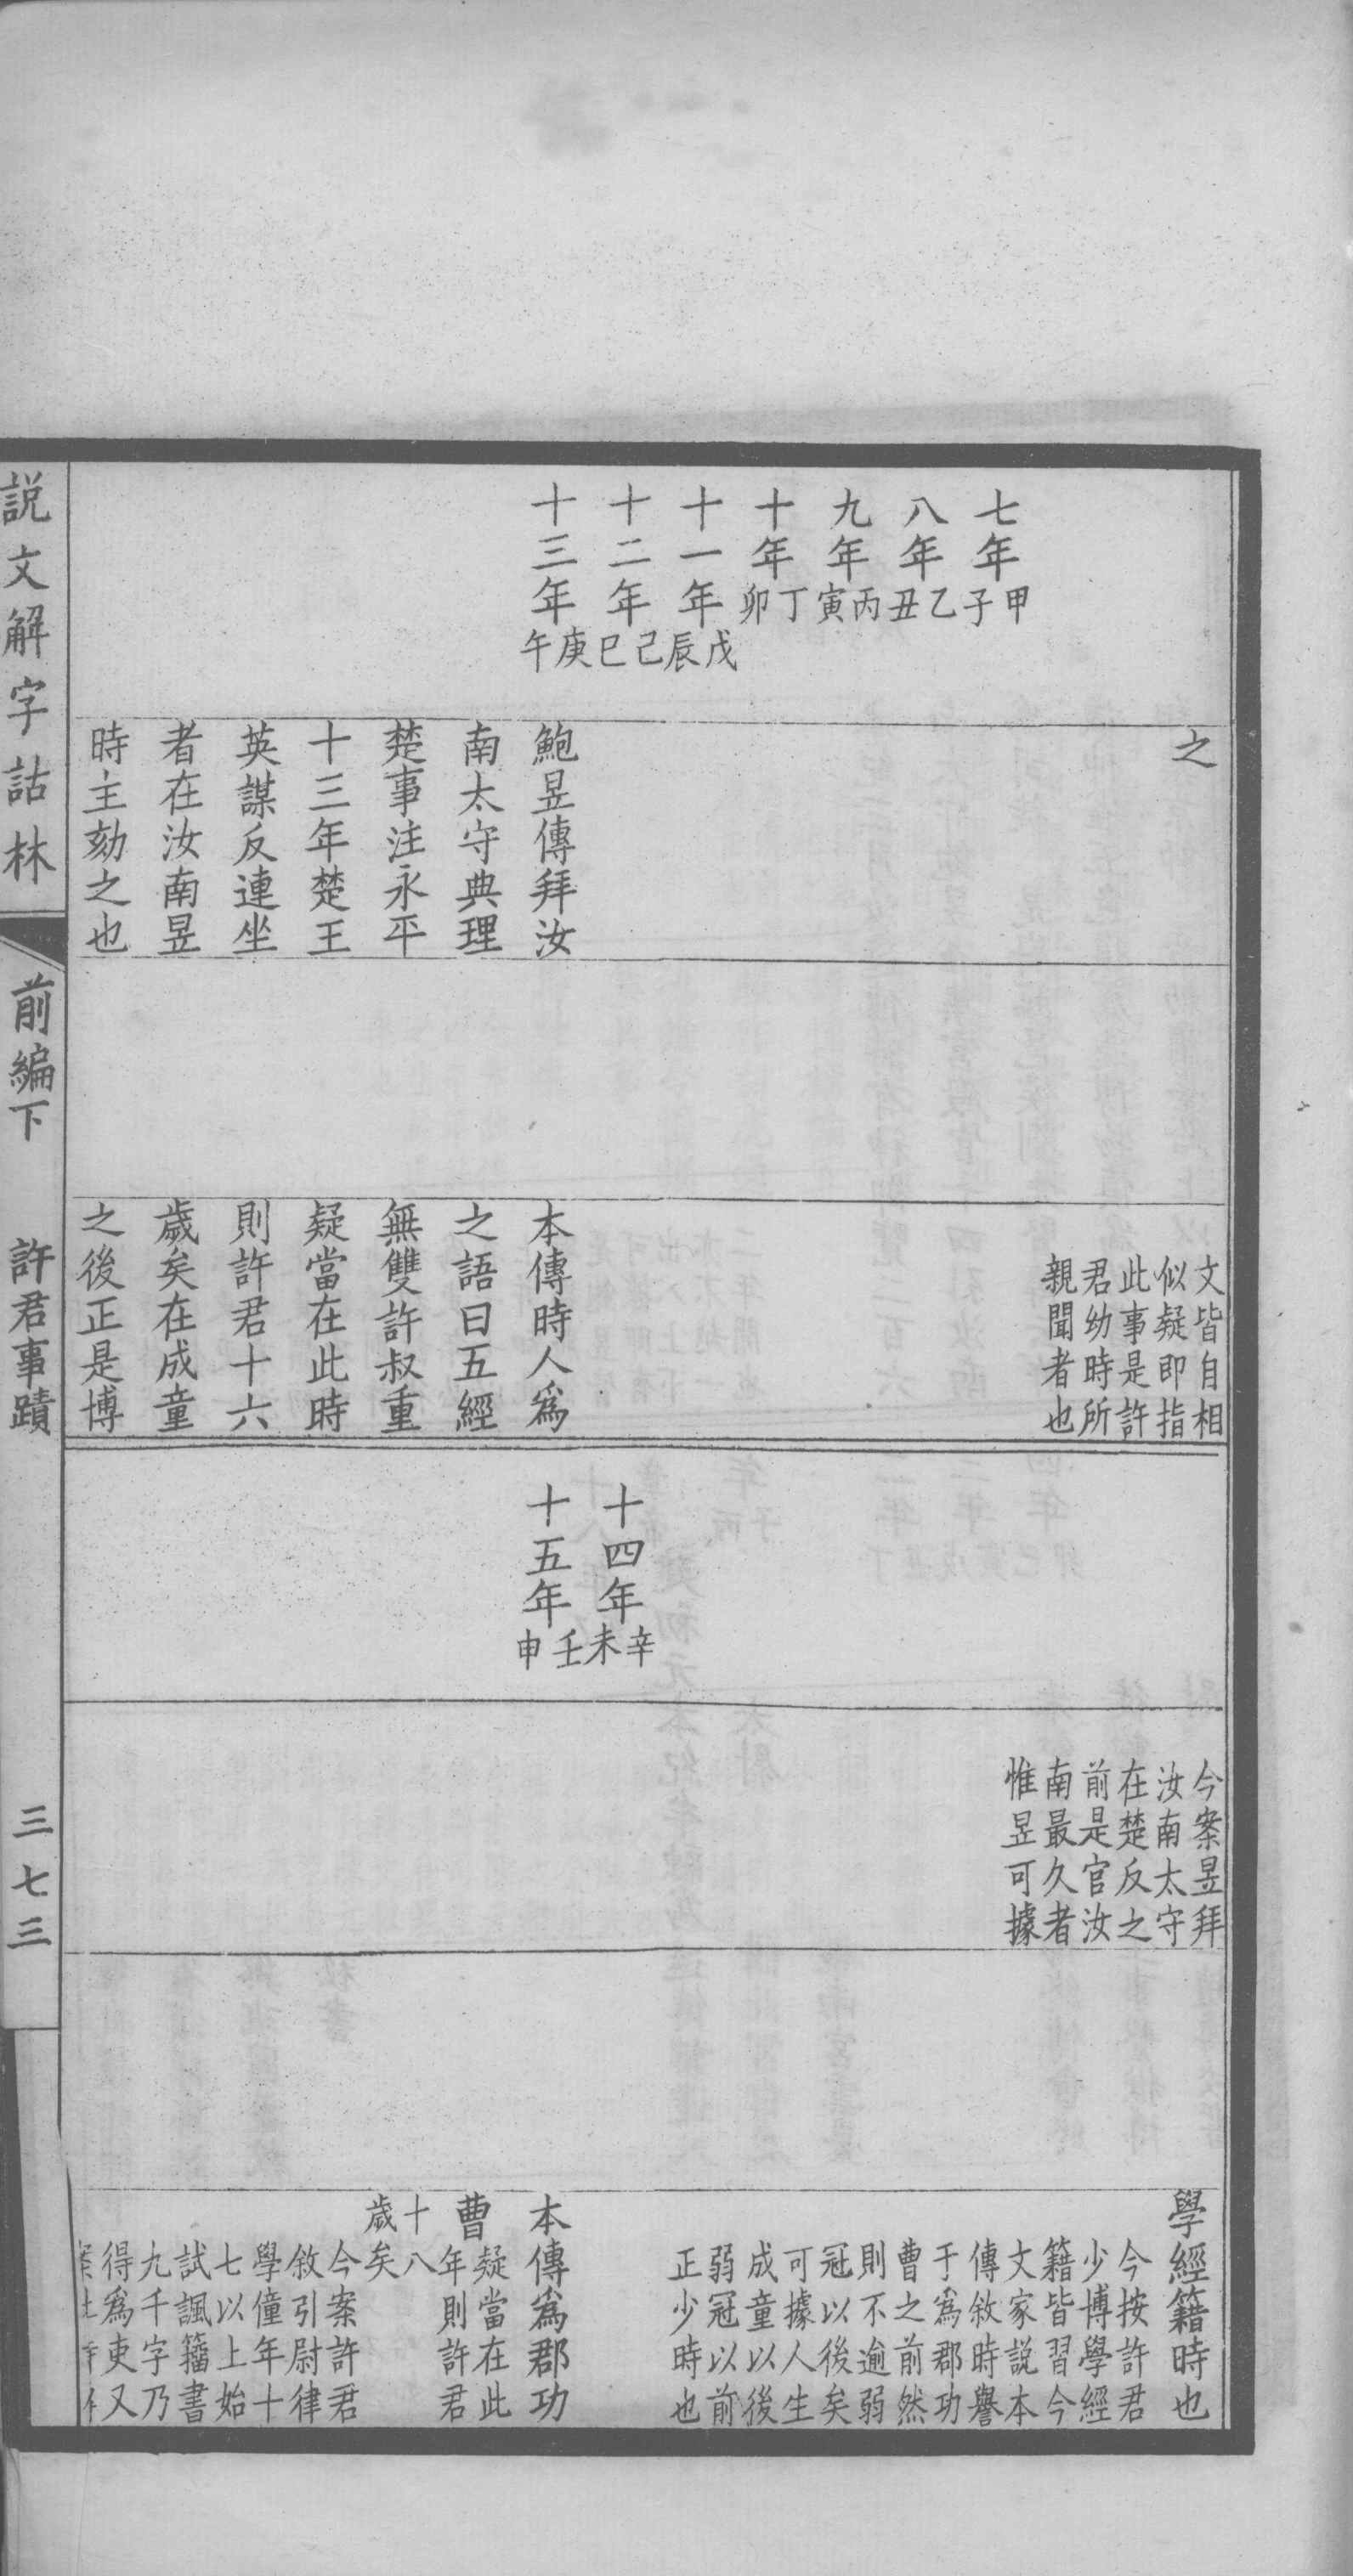 七年甲子
八年乙丑
九年丙寅
十年丁卯
十一年戊辰
十二年己巳
十三年庚午
之
鮑昱傳拜汝
南太守典理
楚事注永平
十三年楚王
英謀反連坐
者在汝南昱
時主劾之也
文皆自相
似疑即指
此事是許
君幼時所
親聞者也
本傳時人爲
之語曰五經
無雙許叔重
疑當在此時
則許君十六
歲矣在成童
之後正是博
十四年辛未
十五年壬申
今案昱拜
汝南太守
在楚反之
前是官汝
南最久者
惟昱可據
學經籍時也
今按許君
少博學經
籍皆習今
文家説本
傳敘時譽
于爲郡功
曹之前然
則不逾弱
冠以後矣
可據人生
成童以後
弱冠以前
正少時也
本傳爲郡功
曹疑當在此
年則許君
十八
歲矣
今案許君
敘引尉律
學僮年十
七以上始
試諷籀書
九千字乃
得爲吏又
説文解字詁林
前編下
許君事蹟
三七三